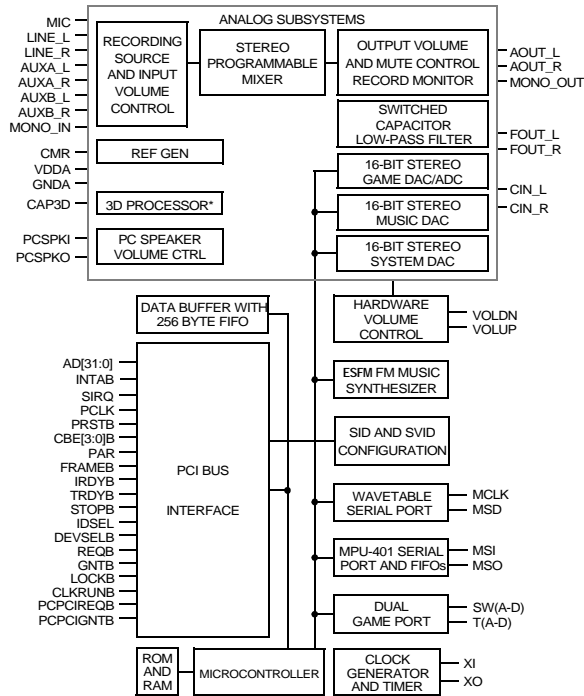 ANALOG SUBSYSTEMS
MIC
LINE_L
LINE_R
AUXA_L
AUXA_R
AUXB_L
AUXB_R
MONO_IN
CMR
VDDA
GNDA
CAP3D
PCSPKI
PCSPKO
RECORDING
SOURCE
AND INPUT
VOLUME
CONTROL
STEREO
PROGRAMMABLE
MIXER
OUTPUT VOLUME
AND MUTE CONTROL
RECORD MONITOR
SWITCHED
CAPACITOR
LOW-PASS FILTER
REF GEN
3D PROCESSOR*
PC SPEAKER
VOLUME CTRL
16-BIT STEREO
GAME DAC/ADC
16-BIT STEREO
MUSIC DAC
16-BIT STEREO
SYSTEM DAC
AOUT_L
AOUT_R
MONO_OUT
FOUT_L
FOUT_R
CIN_L
CIN_R
DATA BUFFER WITH
256 BYTE FIFO
HARDWARE
VOLUME
CONTROL
VOLDN
VOLUP
AD[31:0]
INTAB
SIRQ
PCLK
PRSTB
CBE[3:0]B
PAR
FRAMEB
IRDYB
TRDYB
STOPB
IDSEL
DEVSELB
REQB
GNTB
LOCKB
CLKRUNB
PCPCIREQB
PCPCIGNTB
PCI BUS
INTERFACE
ESFM FM MUSIC
SYNTHESIZER
SID AND SVID
CONFIGURATION
WAVETABLE
SERIAL PORT
MCLK
MSD
MPU-401 SERIAL
PORT AND FIFOs
MSI
MSO
DUAL
GAME PORT
SW(A-D)
T(A-D)
ROM
AND
RAM
MICROCONTROLLER
CLOCK
GENERATOR
AND TIMER
XI
XO